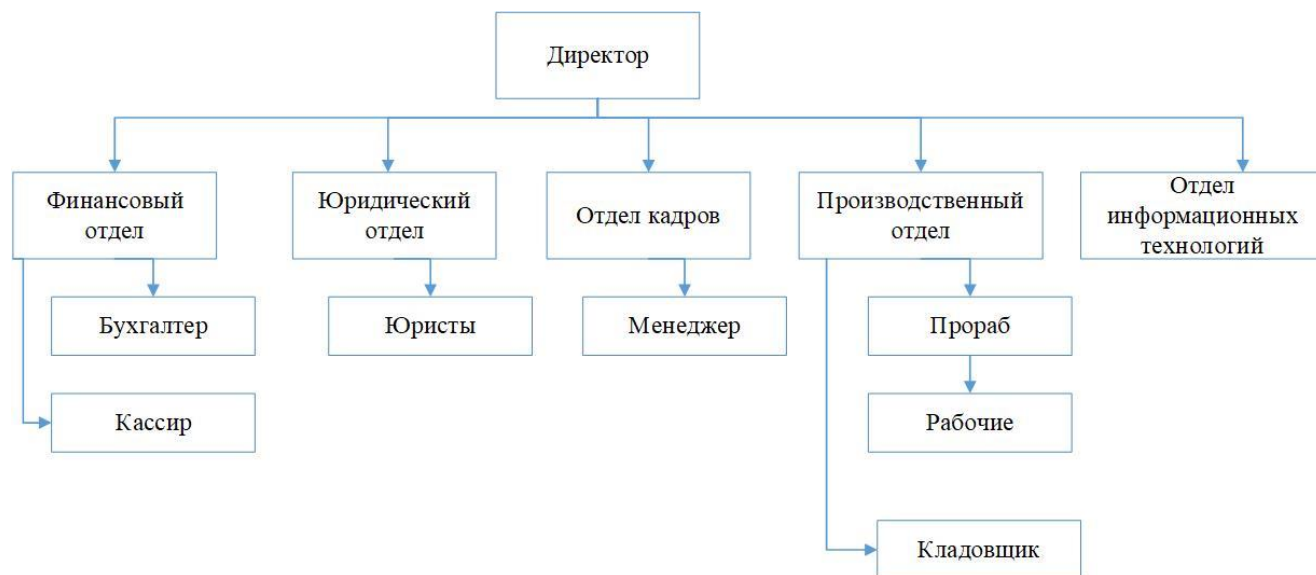 Директор
Финансовый
отдел
Юридический
отдел
Отдел кадров
Производственный
отдел
Отдел
информационных
технологий
Бухгалтер
Юристы
Менеджер
Прораб
Кассир
Рабочие
Кладовщик